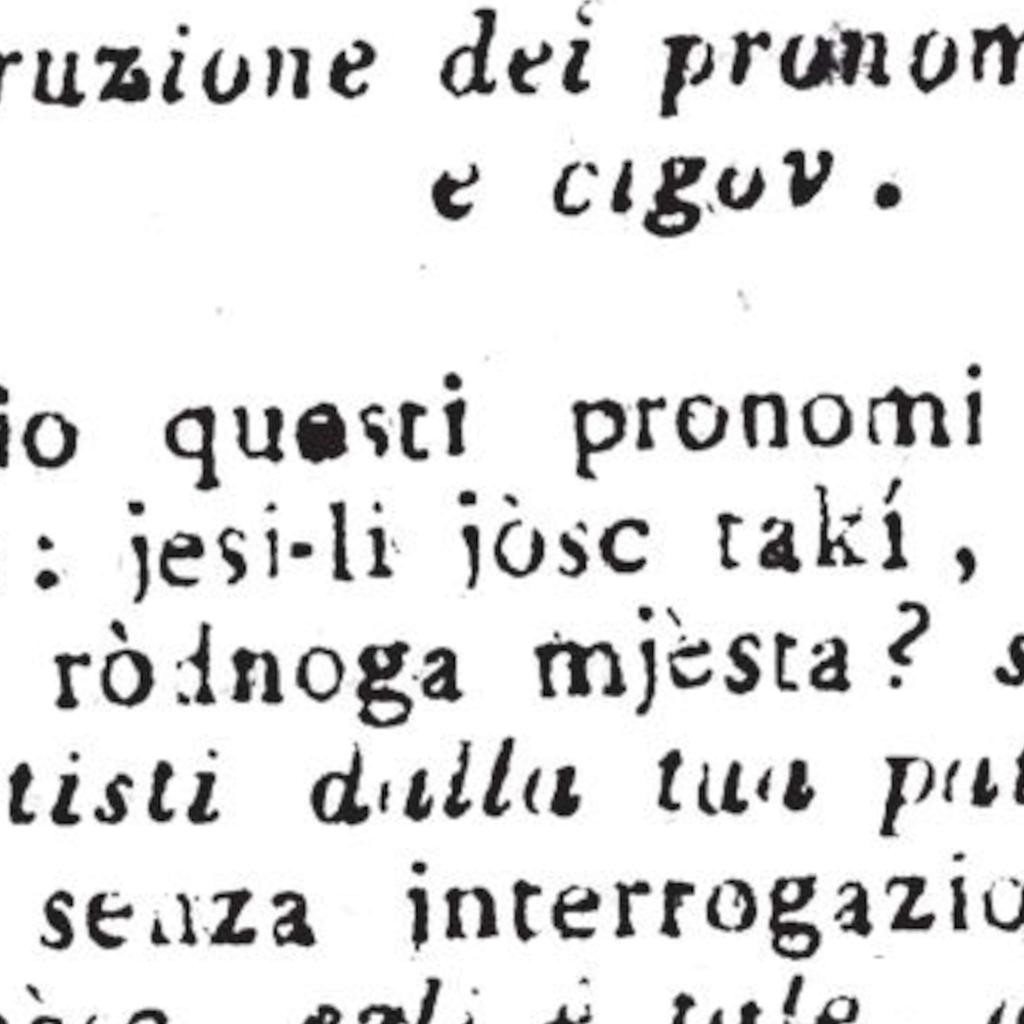 ruzione dei pronom
e cigov.
io questi pronomi
: jesi-li jòsc takí,
ròdnoga mjèsta? s
tisti dalla tua pat
senza interrogazio